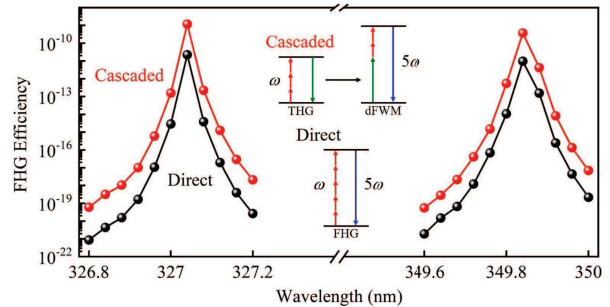 FHG Efficiency
10⁻¹⁰
10⁻¹³
10⁻¹⁶
10⁻¹⁹
10⁻²²
Cascaded
Direct
Cascaded
ω
THG
5ω
dFWM
Direct
ω
5ω
FHG
326.8 327 327.2 349.6 349.8 350
Wavelength (nm)